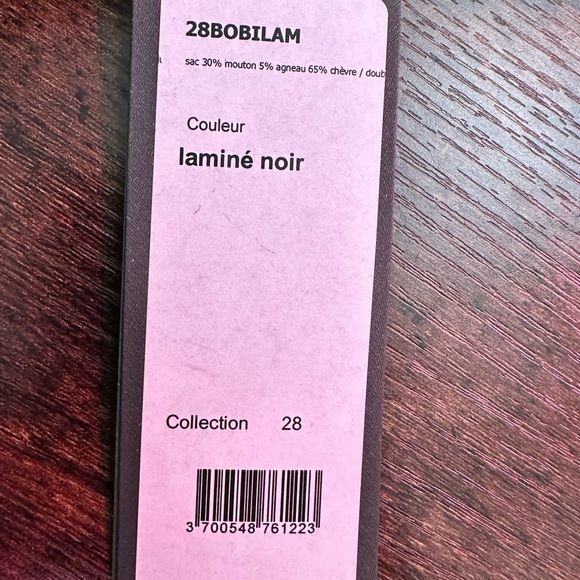 28BOBILAM
sac 30% mouton 5% agneau 65% chèvre / doub
Couleur
laminé noir
Collection 28
3 700548 761223